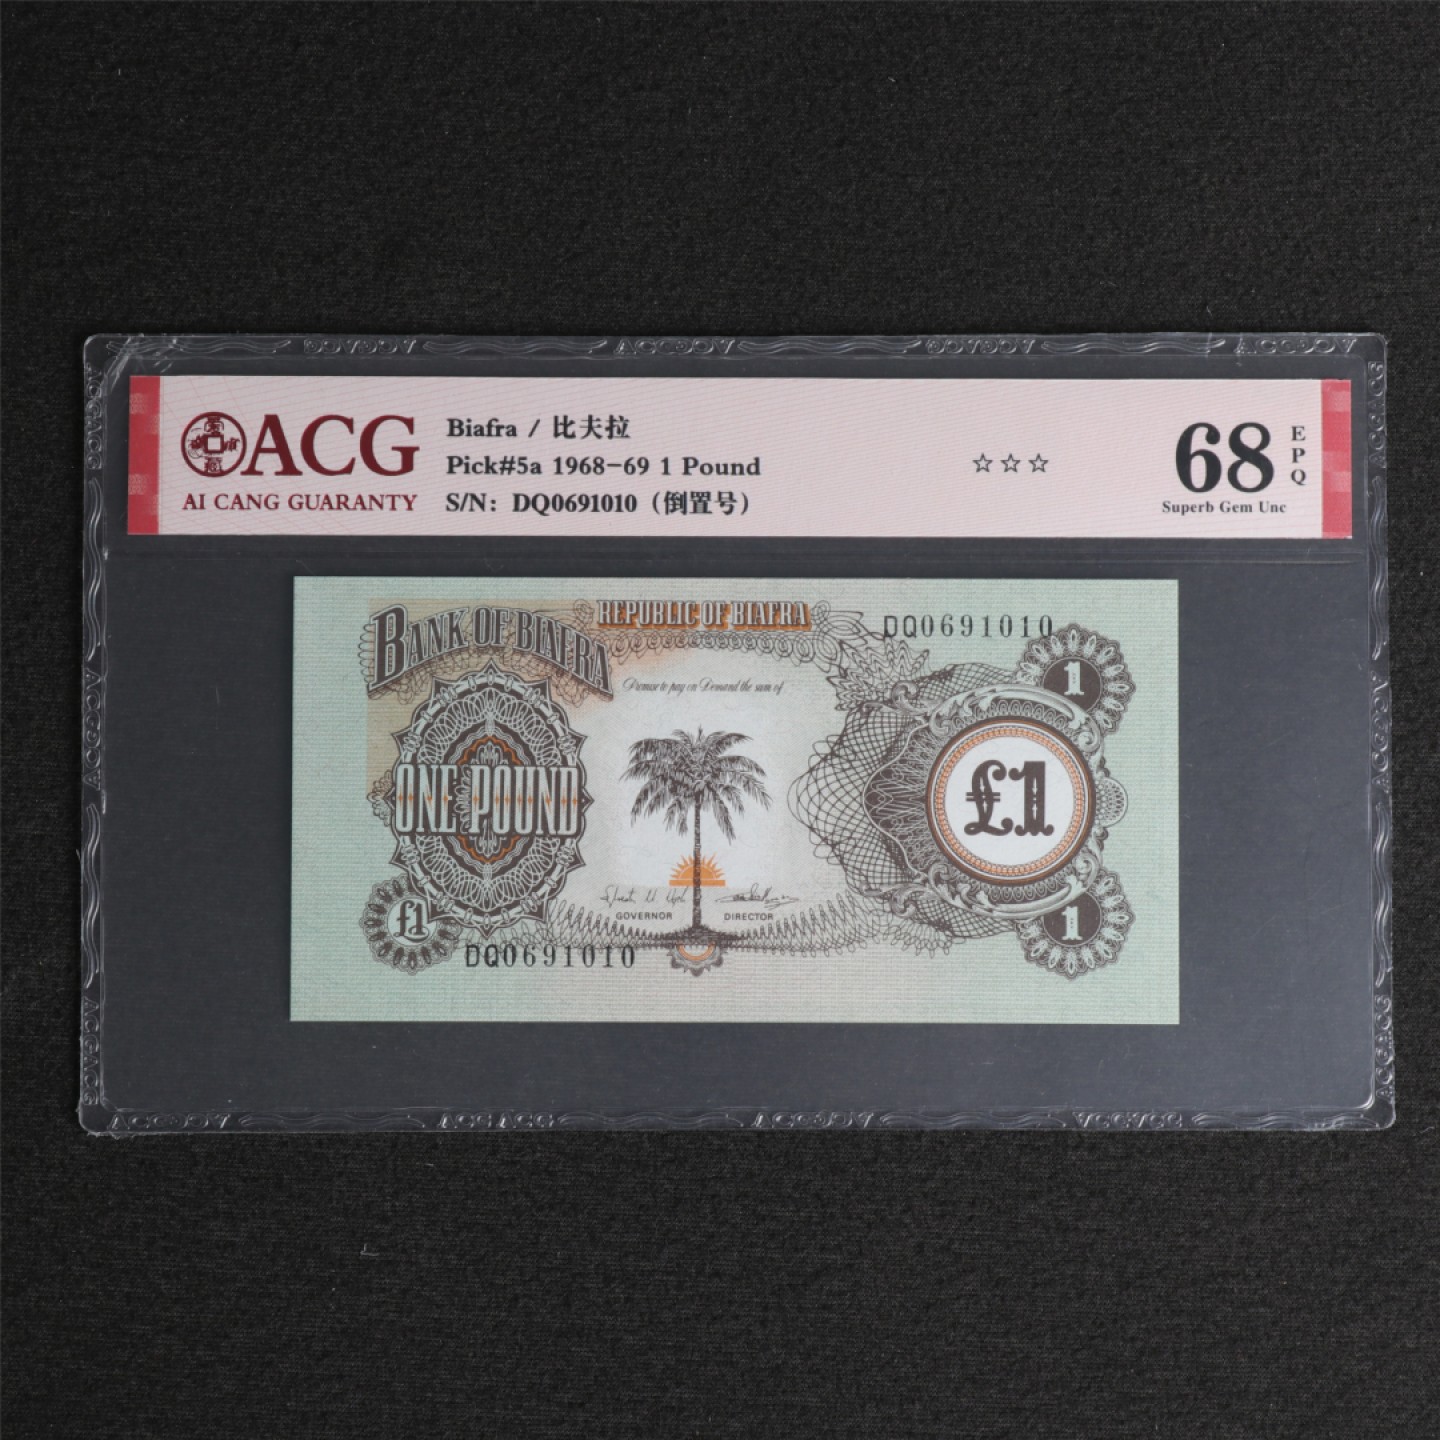 ACG
AI CANG GUARANTY
Biafra / 比夫拉
Pick#5a 1968-69 1 Pound
S/N: DQ0691010 (倒置号)
☆☆☆
68
EPQ
Superb Gem Unc
BANK OF BIAFRA
REPUBLIC OF BIAFRA
DQ0691010
1
Promise to pay on Demand the sum of
ONE POUND
£1
GOVERNOR
DIRECTOR
£1
1
DQ0691010